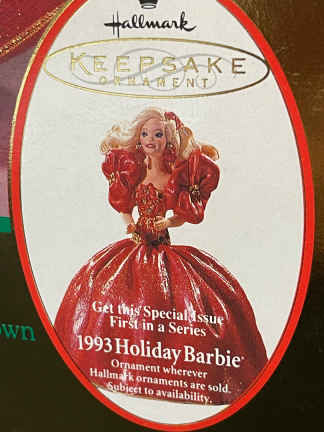 Hallmark
KEEPSAKE
ORNAMENT
Get this Special Issue
First in a Series
1993 Holiday Barbie
Ornament wherever
Hallmark ornaments are sold.
Subject to availability.
own